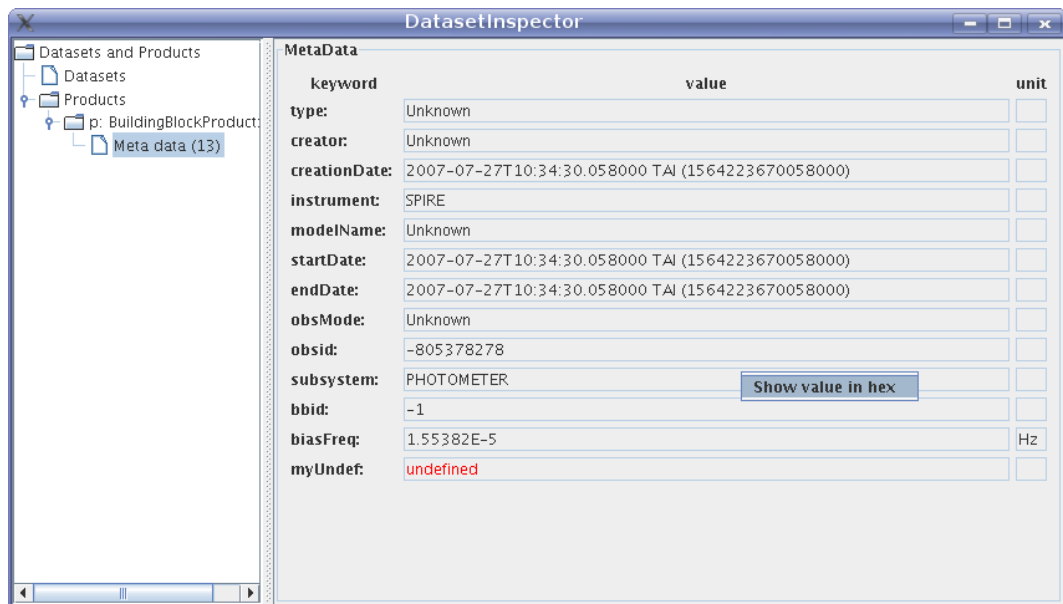 DatasetInspector
Datasets and Products
Datasets
Products
p: BuildingBlockProduct:
Meta data (13)
MetaData
keyword value unit
type: Unknown
creator: Unknown
creationDate: 2007-07-27T10:34:30.058000 TAI (1564223670058000)
instrument: SPIRE
modelName: Unknown
startDate: 2007-07-27T10:34:30.058000 TAI (1564223670058000)
endDate: 2007-07-27T10:34:30.058000 TAI (1564223670058000)
obsMode: Unknown
obsid: -805378278
subsystem: PHOTOMETER
Show value in hex
bbid: -1
biasFreq: 1.55382E-5 Hz
myUndef: undefined